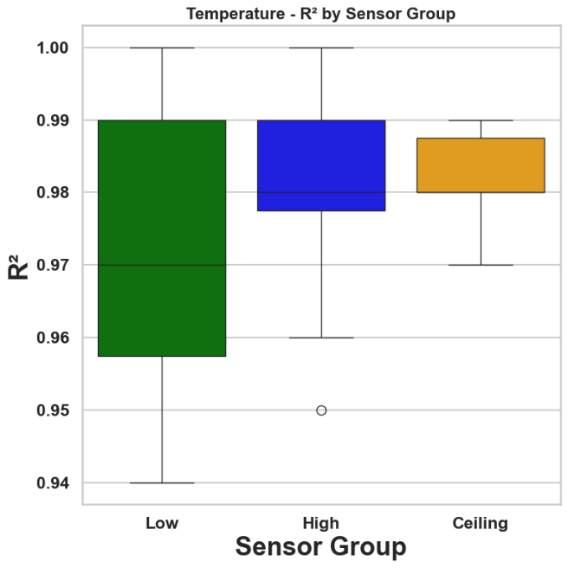 Temperature - R² by Sensor Group
1.00
0.99
0.98
0.97
0.96
0.95
0.94
R²
Low High Ceiling
Sensor Group